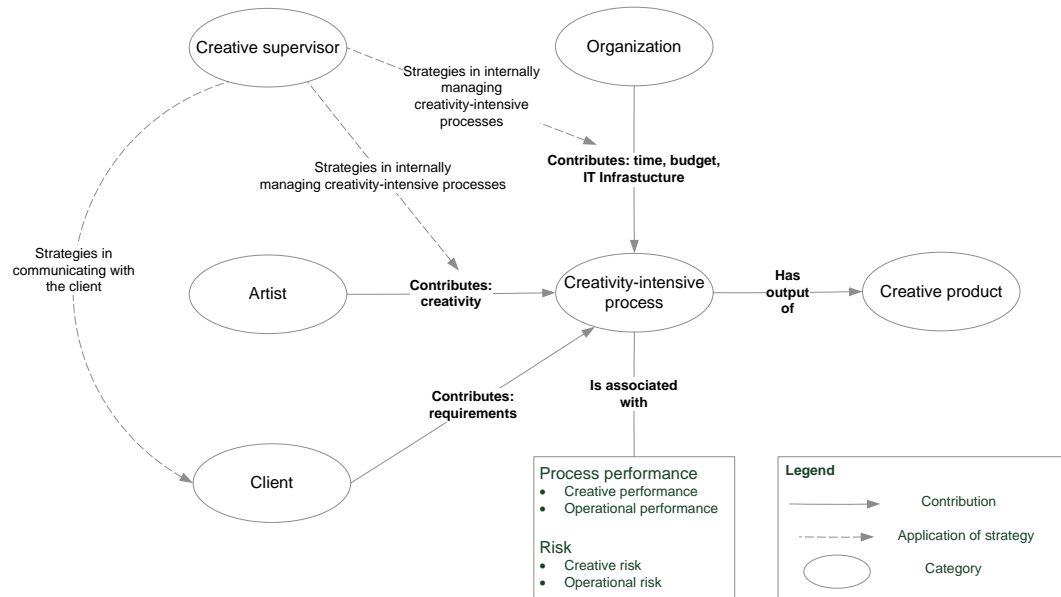 Creative supervisor
Organization
Strategies in internally
managing
creativity-intensive
processes
Contributes: time, budget,
IT Infrastucture
Strategies in internally
managing creativity-intensive processes
Strategies in
communicating with
the client
Artist
Contributes:
creativity
Creativity-intensive
process
Has
output
of
Creative product
Contributes:
requirements
Is associated
with
Client
Process performance
• Creative performance
• Operational performance
Risk
• Creative risk
• Operational risk
Legend
Contribution
Application of strategy
Category